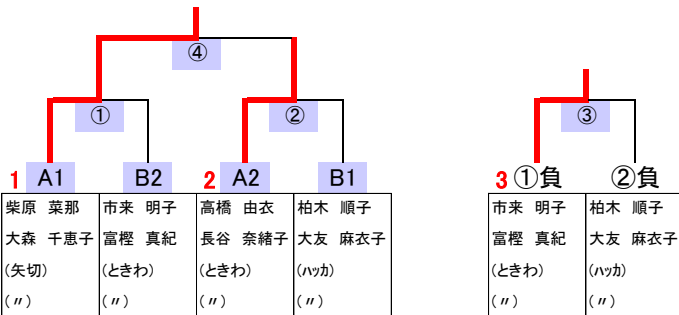 ④
① ② ③
1 A1 B2 2 A2 B1 3 ①負 ②負
柴原 菜那 市来 明子 高橋 由衣 柏木 順子 市来 明子 柏木 順子
大森 千恵子 富樫 真紀 長谷 奈緒子 大友 麻衣子 富樫 真紀 大友 麻衣子
(矢切) (ときわ) (ときわ) (ハッカ) (ときわ) (ハッカ)
(〃) (〃) (〃) (〃) (〃) (〃)